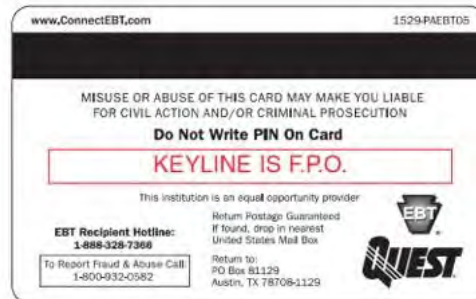 www.ConnectEBT.com
1529-PAEBT05
MISUSE OR ABUSE OF THIS CARD MAY MAKE YOU LIABLE
FOR CIVIL ACTION AND/OR CRIMINAL PROSECUTION
Do Not Write PIN On Card
KEYLINE IS F.P.O.
This institution is an equal opportunity provider
EBT Recipient Hotline:
1-888-328-7366
To Report Fraud & Abuse Call:
1-800-932-0582
Return Postage Guaranteed
If found, drop in nearest
United States Mail Box
Return to:
PO Box 81129
Austin, TX 78708-1129
EBT
QUEST